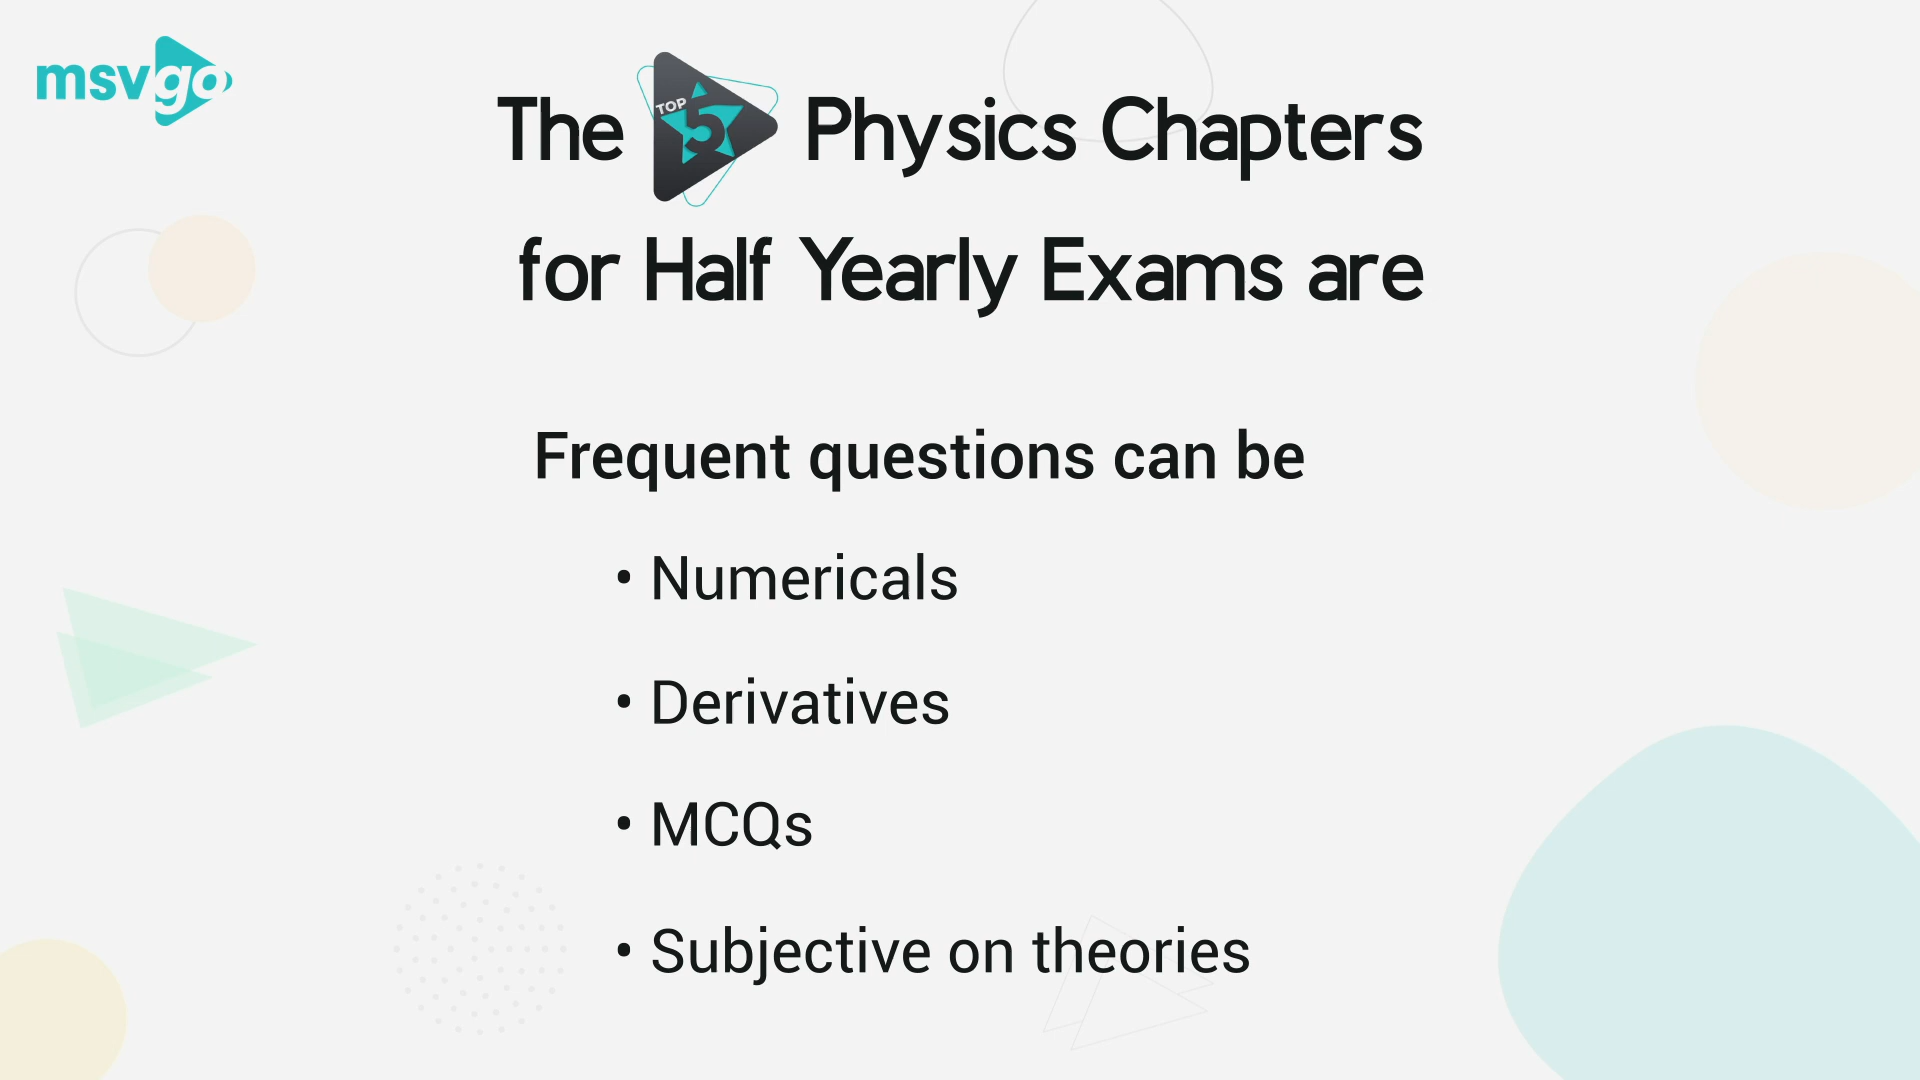 msvgo
The TOP 5 Physics Chapters
for Half Yearly Exams are
Frequent questions can be
• Numericals
• Derivatives
• MCQs
• Subjective on theories